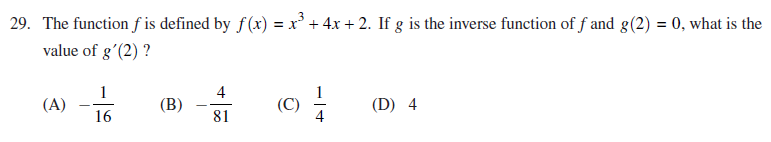 29. The function f is defined by f(x) = x³ + 4x + 2. If g is the inverse function of f and g(2) = 0, what is the
value of g′(2) ?
(A) −1/16 (B) −4/81 (C) 1/4 (D) 4